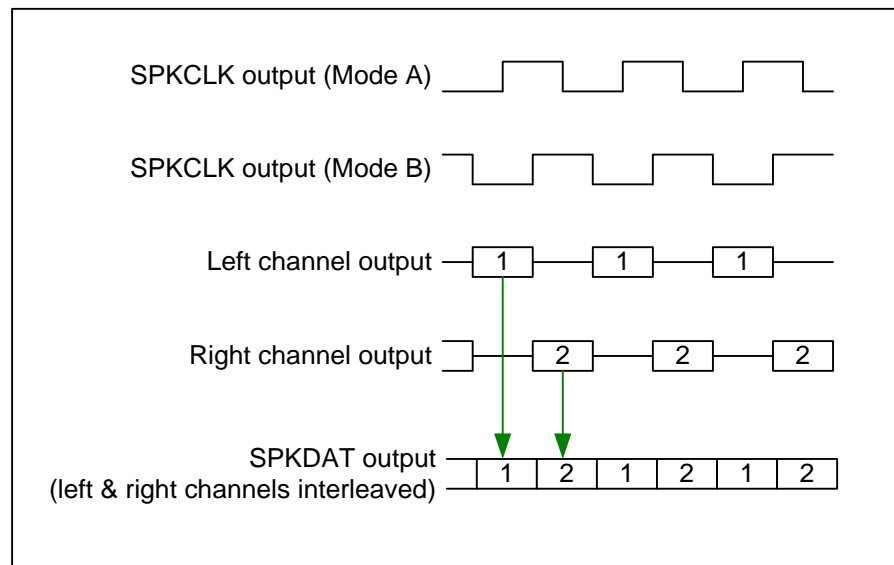 SPKCLK output (Mode A)
SPKCLK output (Mode B)
Left channel output
1 1 1
Right channel output
2 2 2
SPKDAT output
(left & right channels interleaved)
1 2 1 2 1 2